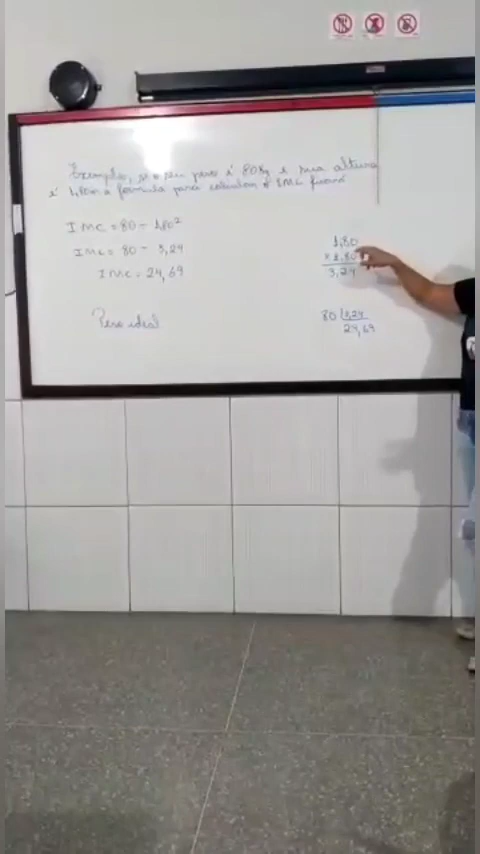 Exemplo, se o seu peso é 80Kg e sua altura
é 1,80m a fórmula para calcular o IMC ficará
IMC = 80 ÷ 1,80²
IMC = 80 ÷ 3,24
IMC = 24,69
Peso ideal
1,80
x 1,80
3,24
80 3,24
24,69